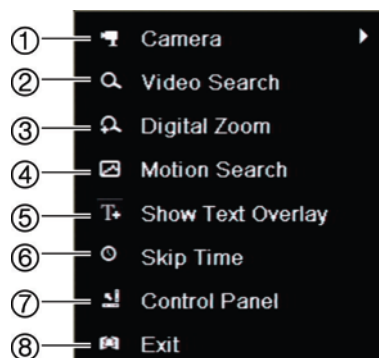 ① Camera
② Video Search
③ Digital Zoom
④ Motion Search
⑤ T+ Show Text Overlay
⑥ Skip Time
⑦ Control Panel
⑧ Exit